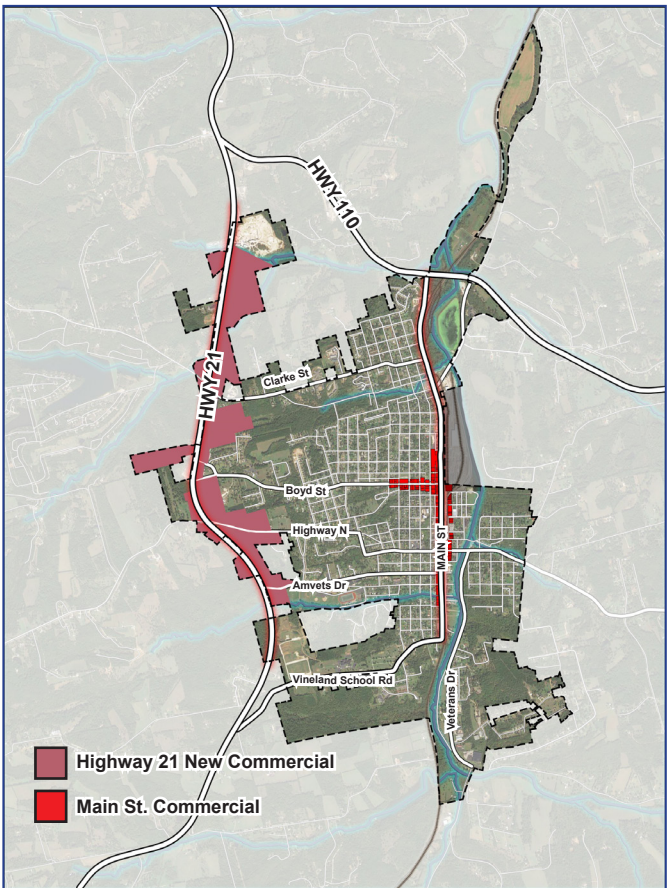 HWY-110
HWY-21
Clarke St
Boyd St
Highway N
MAIN ST
Amvets Dr
Vineland School Rd
Veterans Dr
Highway 21 New Commercial
Main St. Commercial